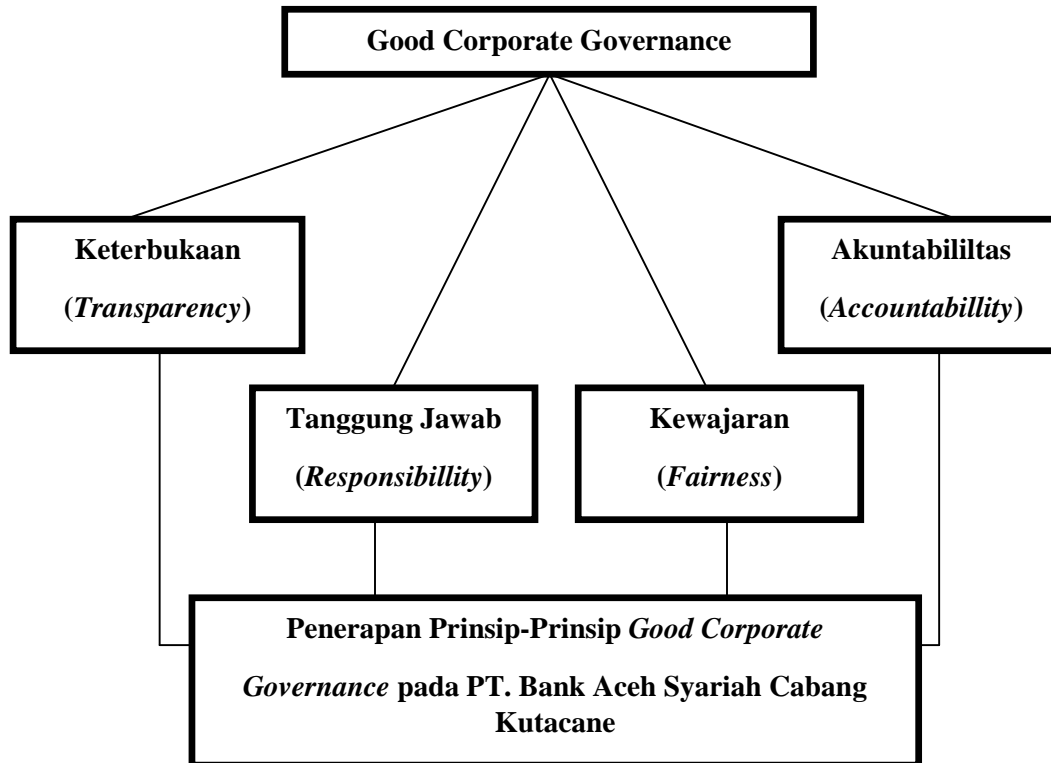 Good Corporate Governance
Keterbukaan
(Transparency)
Akuntabililtas
(Accountabillity)
Tanggung Jawab
(Responsibillity)
Kewajaran
(Fairness)
Penerapan Prinsip-Prinsip Good Corporate
Governance pada PT. Bank Aceh Syariah Cabang
Kutacane